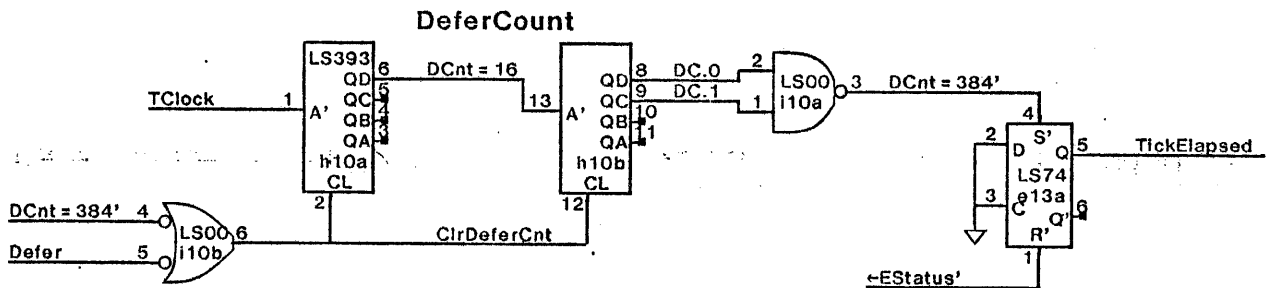 DeferCount
LS393
QD 6 DCnt = 16
QC 5
TClock 1 A'
QB 4
QA 3
h10a
CL
2
13 A'
QD 8 DC.0
QC 9 DC.1
QB 10
QA 11
h10b
CL
12
2 LS00 3 DCnt = 384'
1 i10a
4
S'
2 D Q 5 TickElapsed
LS74
3 C e13a
Q' 6
R'
1
←EStatus'
DCnt = 384' 4
LS00 6 ClrDeferCnt
Defer 5 i10b